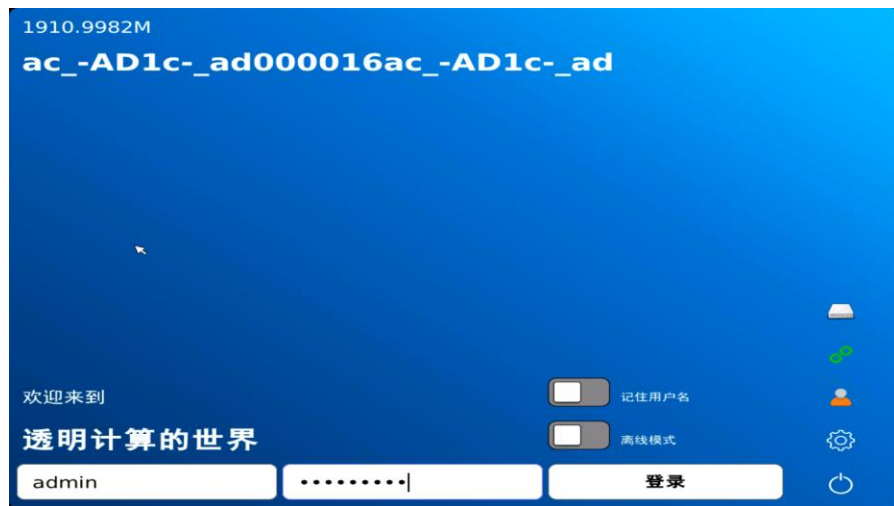 1910.9982M
ac_-AD1c-_ad000016ac_-AD1c-_ad
欢迎来到
记住用户名
透明计算的世界
离线模式
admin
•••••••••
登录